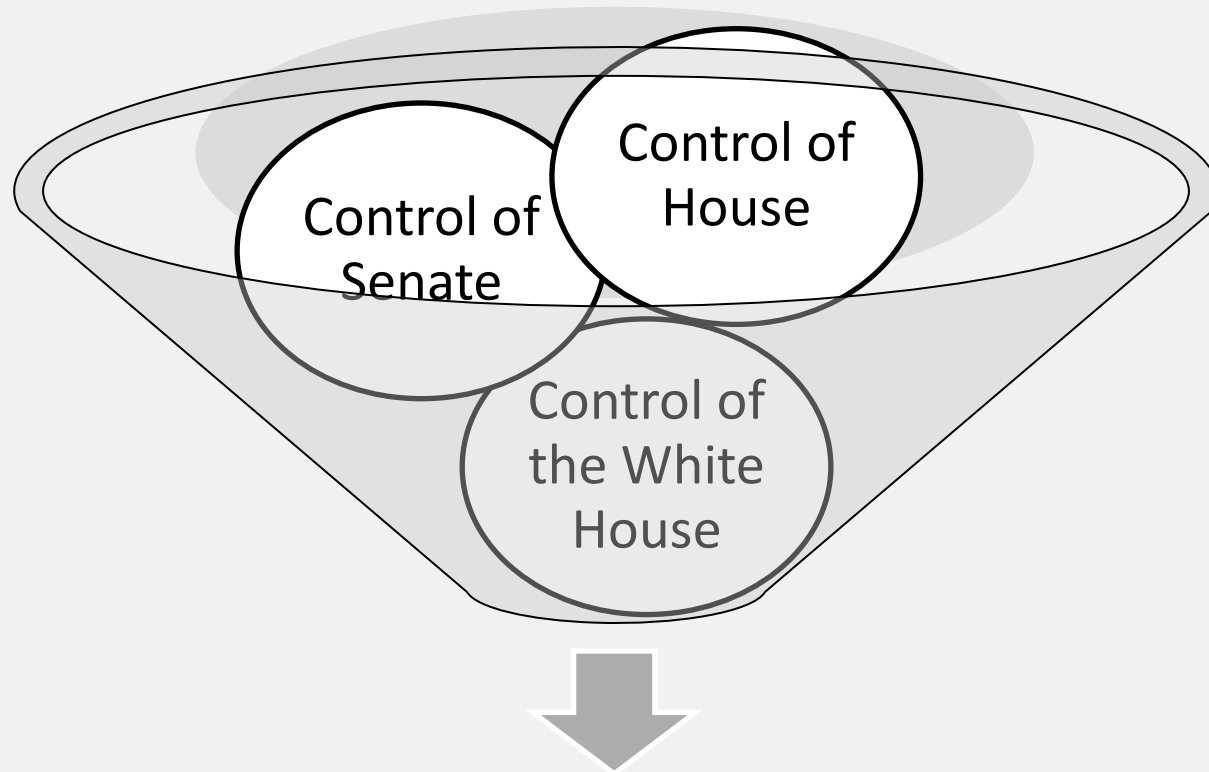 Control of
House
Control of
Senate
Control of
the White
House